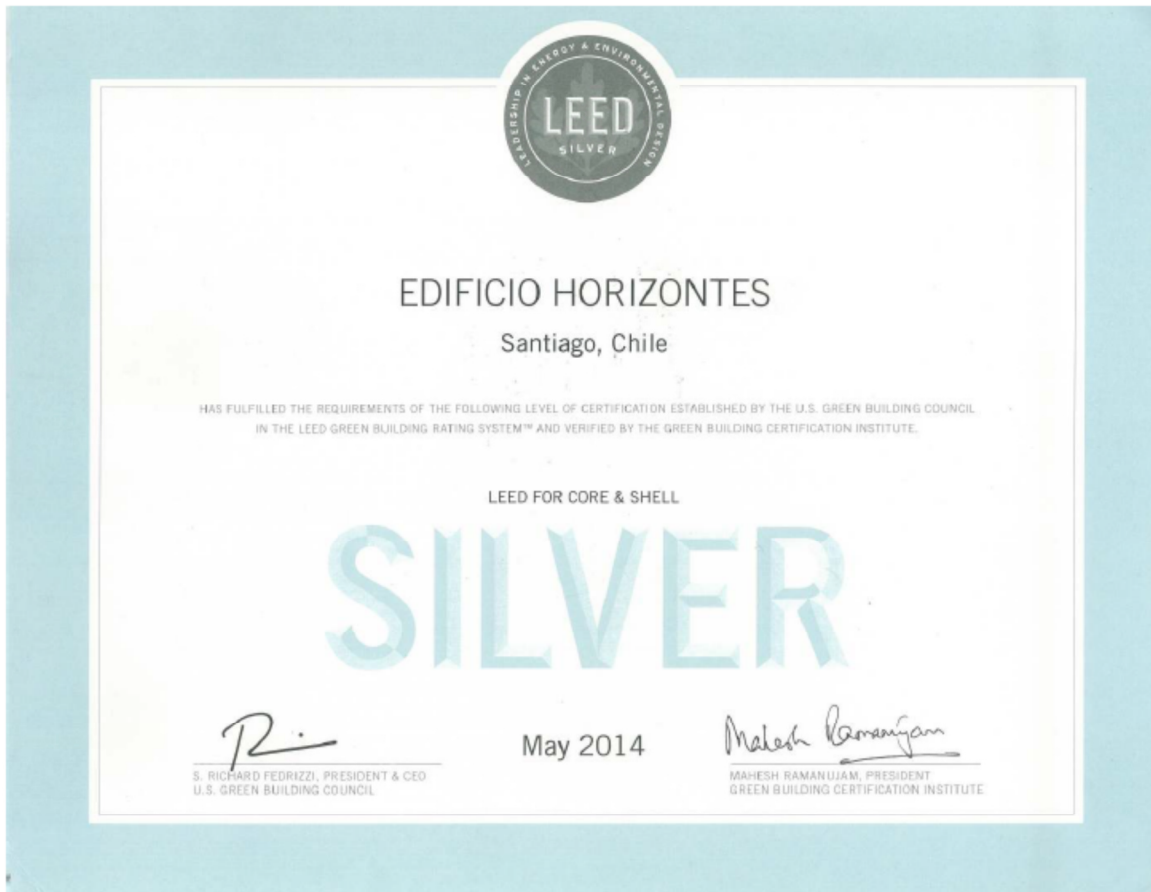 LEADERSHIP IN ENERGY & ENVIRONMENTAL DESIGN
LEED
SILVER
EDIFICIO HORIZONTES
Santiago, Chile
HAS FULFILLED THE REQUIREMENTS OF THE FOLLOWING LEVEL OF CERTIFICATION ESTABLISHED BY THE U.S. GREEN BUILDING COUNCIL
IN THE LEED GREEN BUILDING RATING SYSTEM™ AND VERIFIED BY THE GREEN BUILDING CERTIFICATION INSTITUTE.
LEED FOR CORE & SHELL
SILVER
May 2014
Mahesh Ramanujam
S. RICHARD FEDRIZZI, PRESIDENT & CEO
U.S. GREEN BUILDING COUNCIL
MAHESH RAMANUJAM, PRESIDENT
GREEN BUILDING CERTIFICATION INSTITUTE